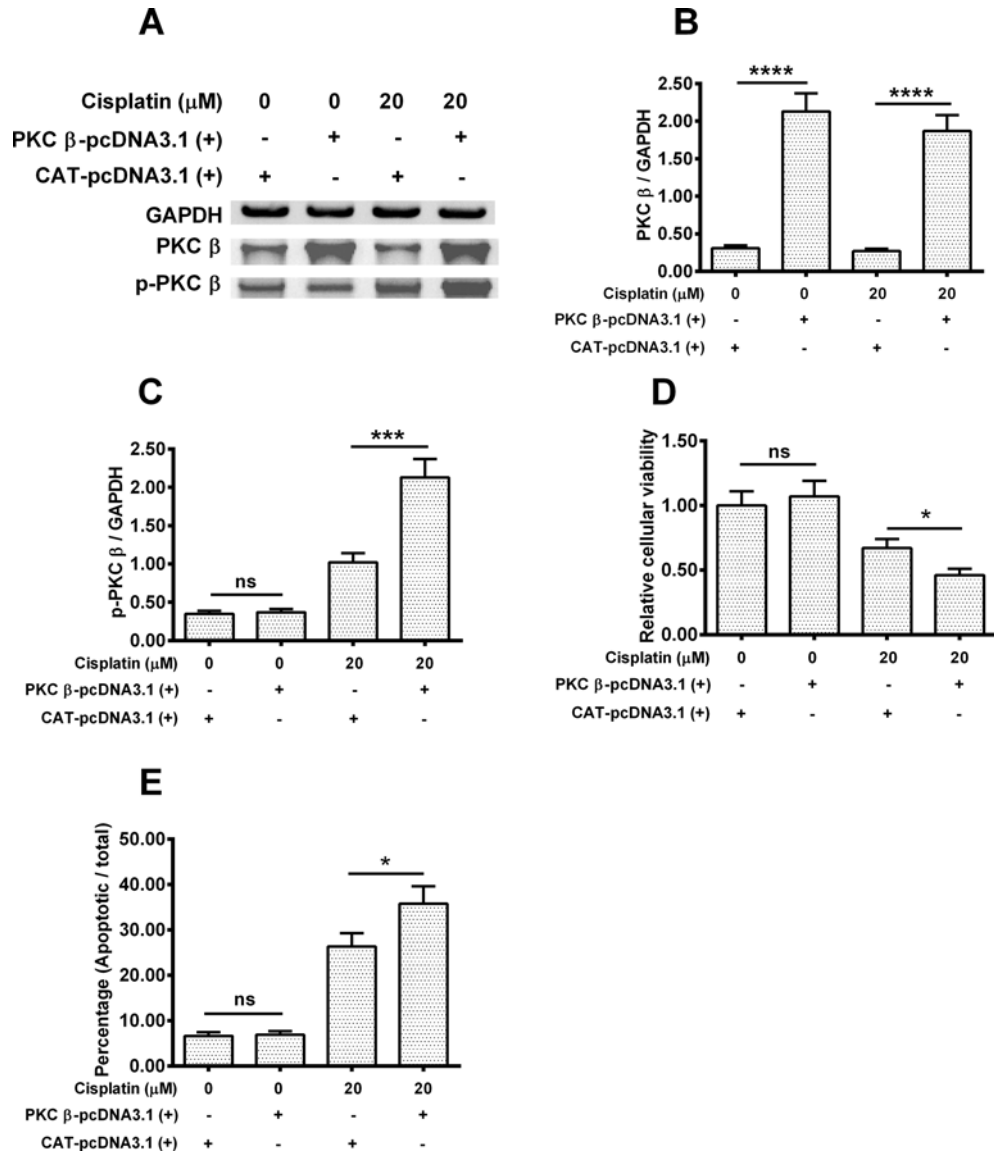 A
Cisplatin (μM) 0 0 20 20
PKC β-pcDNA3.1 (+) - + - +
CAT-pcDNA3.1 (+) + - + -
GAPDH
PKC β
p-PKC β
B
PKC β / GAPDH
2.50
2.00
1.50
1.00
0.50
0.00
****
****
Cisplatin (μM) 0 0 20 20
PKC β-pcDNA3.1 (+) - + - +
CAT-pcDNA3.1 (+) + - + -
C
p-PKC β / GAPDH
2.50
2.00
1.50
1.00
0.50
0.00
ns
***
Cisplatin (μM) 0 0 20 20
PKC β-pcDNA3.1 (+) - + - +
CAT-pcDNA3.1 (+) + - + -
D
Relative cellular viability
1.50
1.00
0.50
0.00
ns
*
Cisplatin (μM) 0 0 20 20
PKC β-pcDNA3.1 (+) - + - +
CAT-pcDNA3.1 (+) + - + -
E
Percentage (Apoptotic / total)
50.00
40.00
30.00
20.00
10.00
0.00
ns
*
Cisplatin (μM) 0 0 20 20
PKC β-pcDNA3.1 (+) - + - +
CAT-pcDNA3.1 (+) + - + -